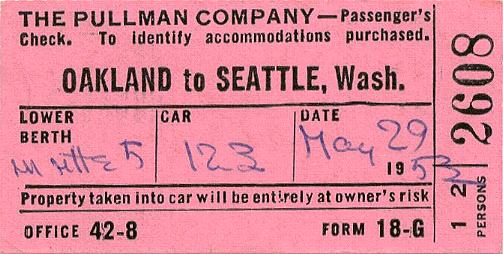 THE PULLMAN COMPANY—Passenger's
Check. To identify accommodations purchased.
OAKLAND to SEATTLE, Wash.
LOWER
BERTH
5
CAR
123
DATE
May 29
1953
Property taken into car will be entirely at owner's risk
OFFICE 42-8 FORM 18-G
2608
1 2
PERSONS